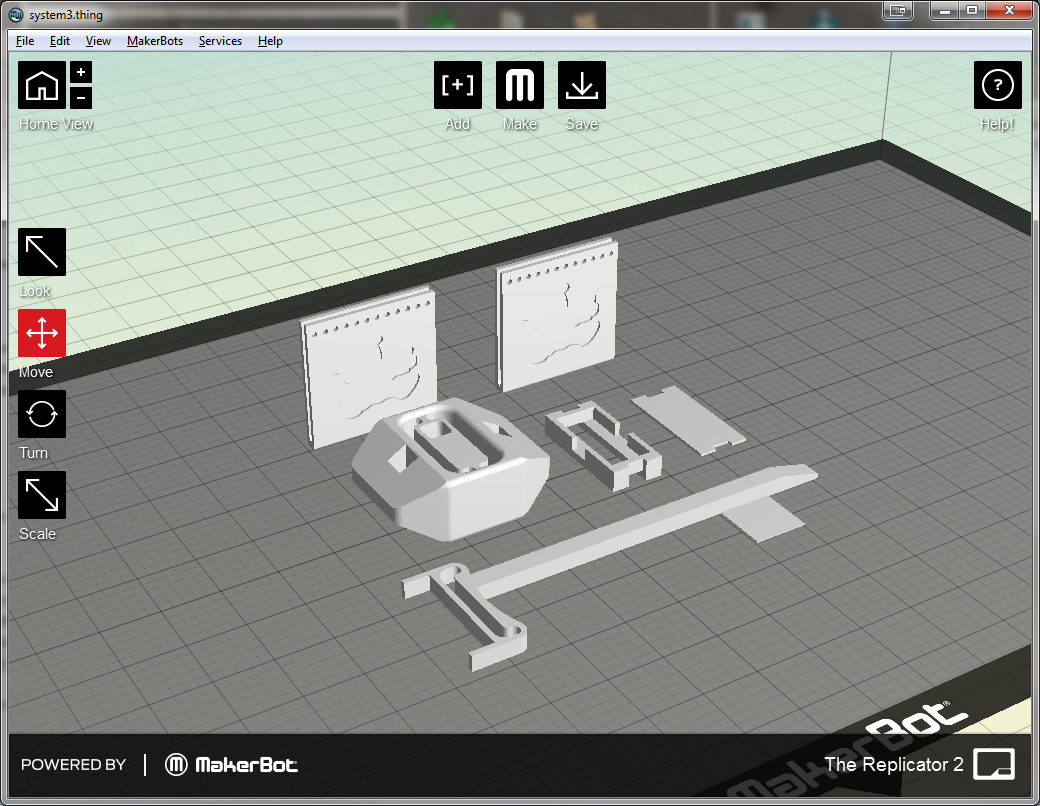 system3.thing
File Edit View MakerBots Services Help
+
-
Home View
[+]
Add
M
Make
Save
?
Help!
Look
Move
Turn
Scale
MakerBot®
POWERED BY | M MakerBot
The Replicator 2